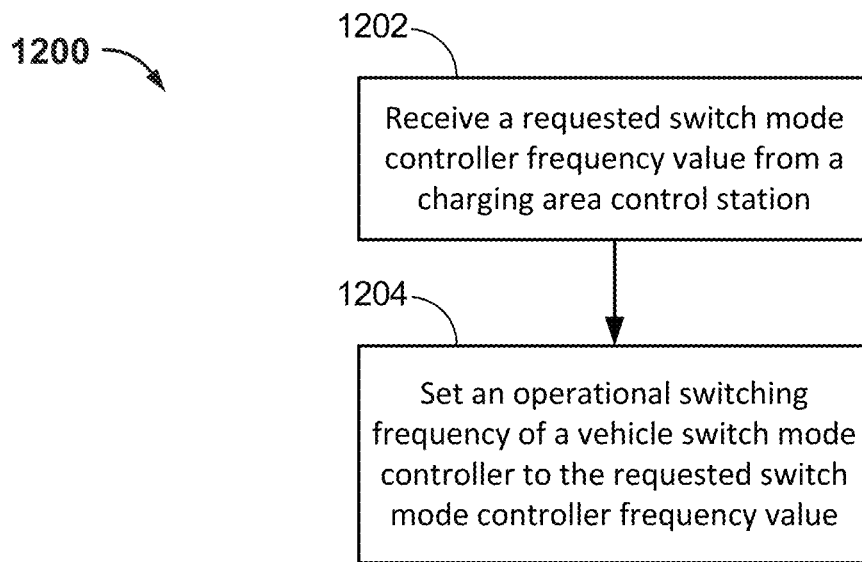 1200
1202
Receive a requested switch mode
controller frequency value from a
charging area control station
1204
Set an operational switching
frequency of a vehicle switch mode
controller to the requested switch
mode controller frequency value